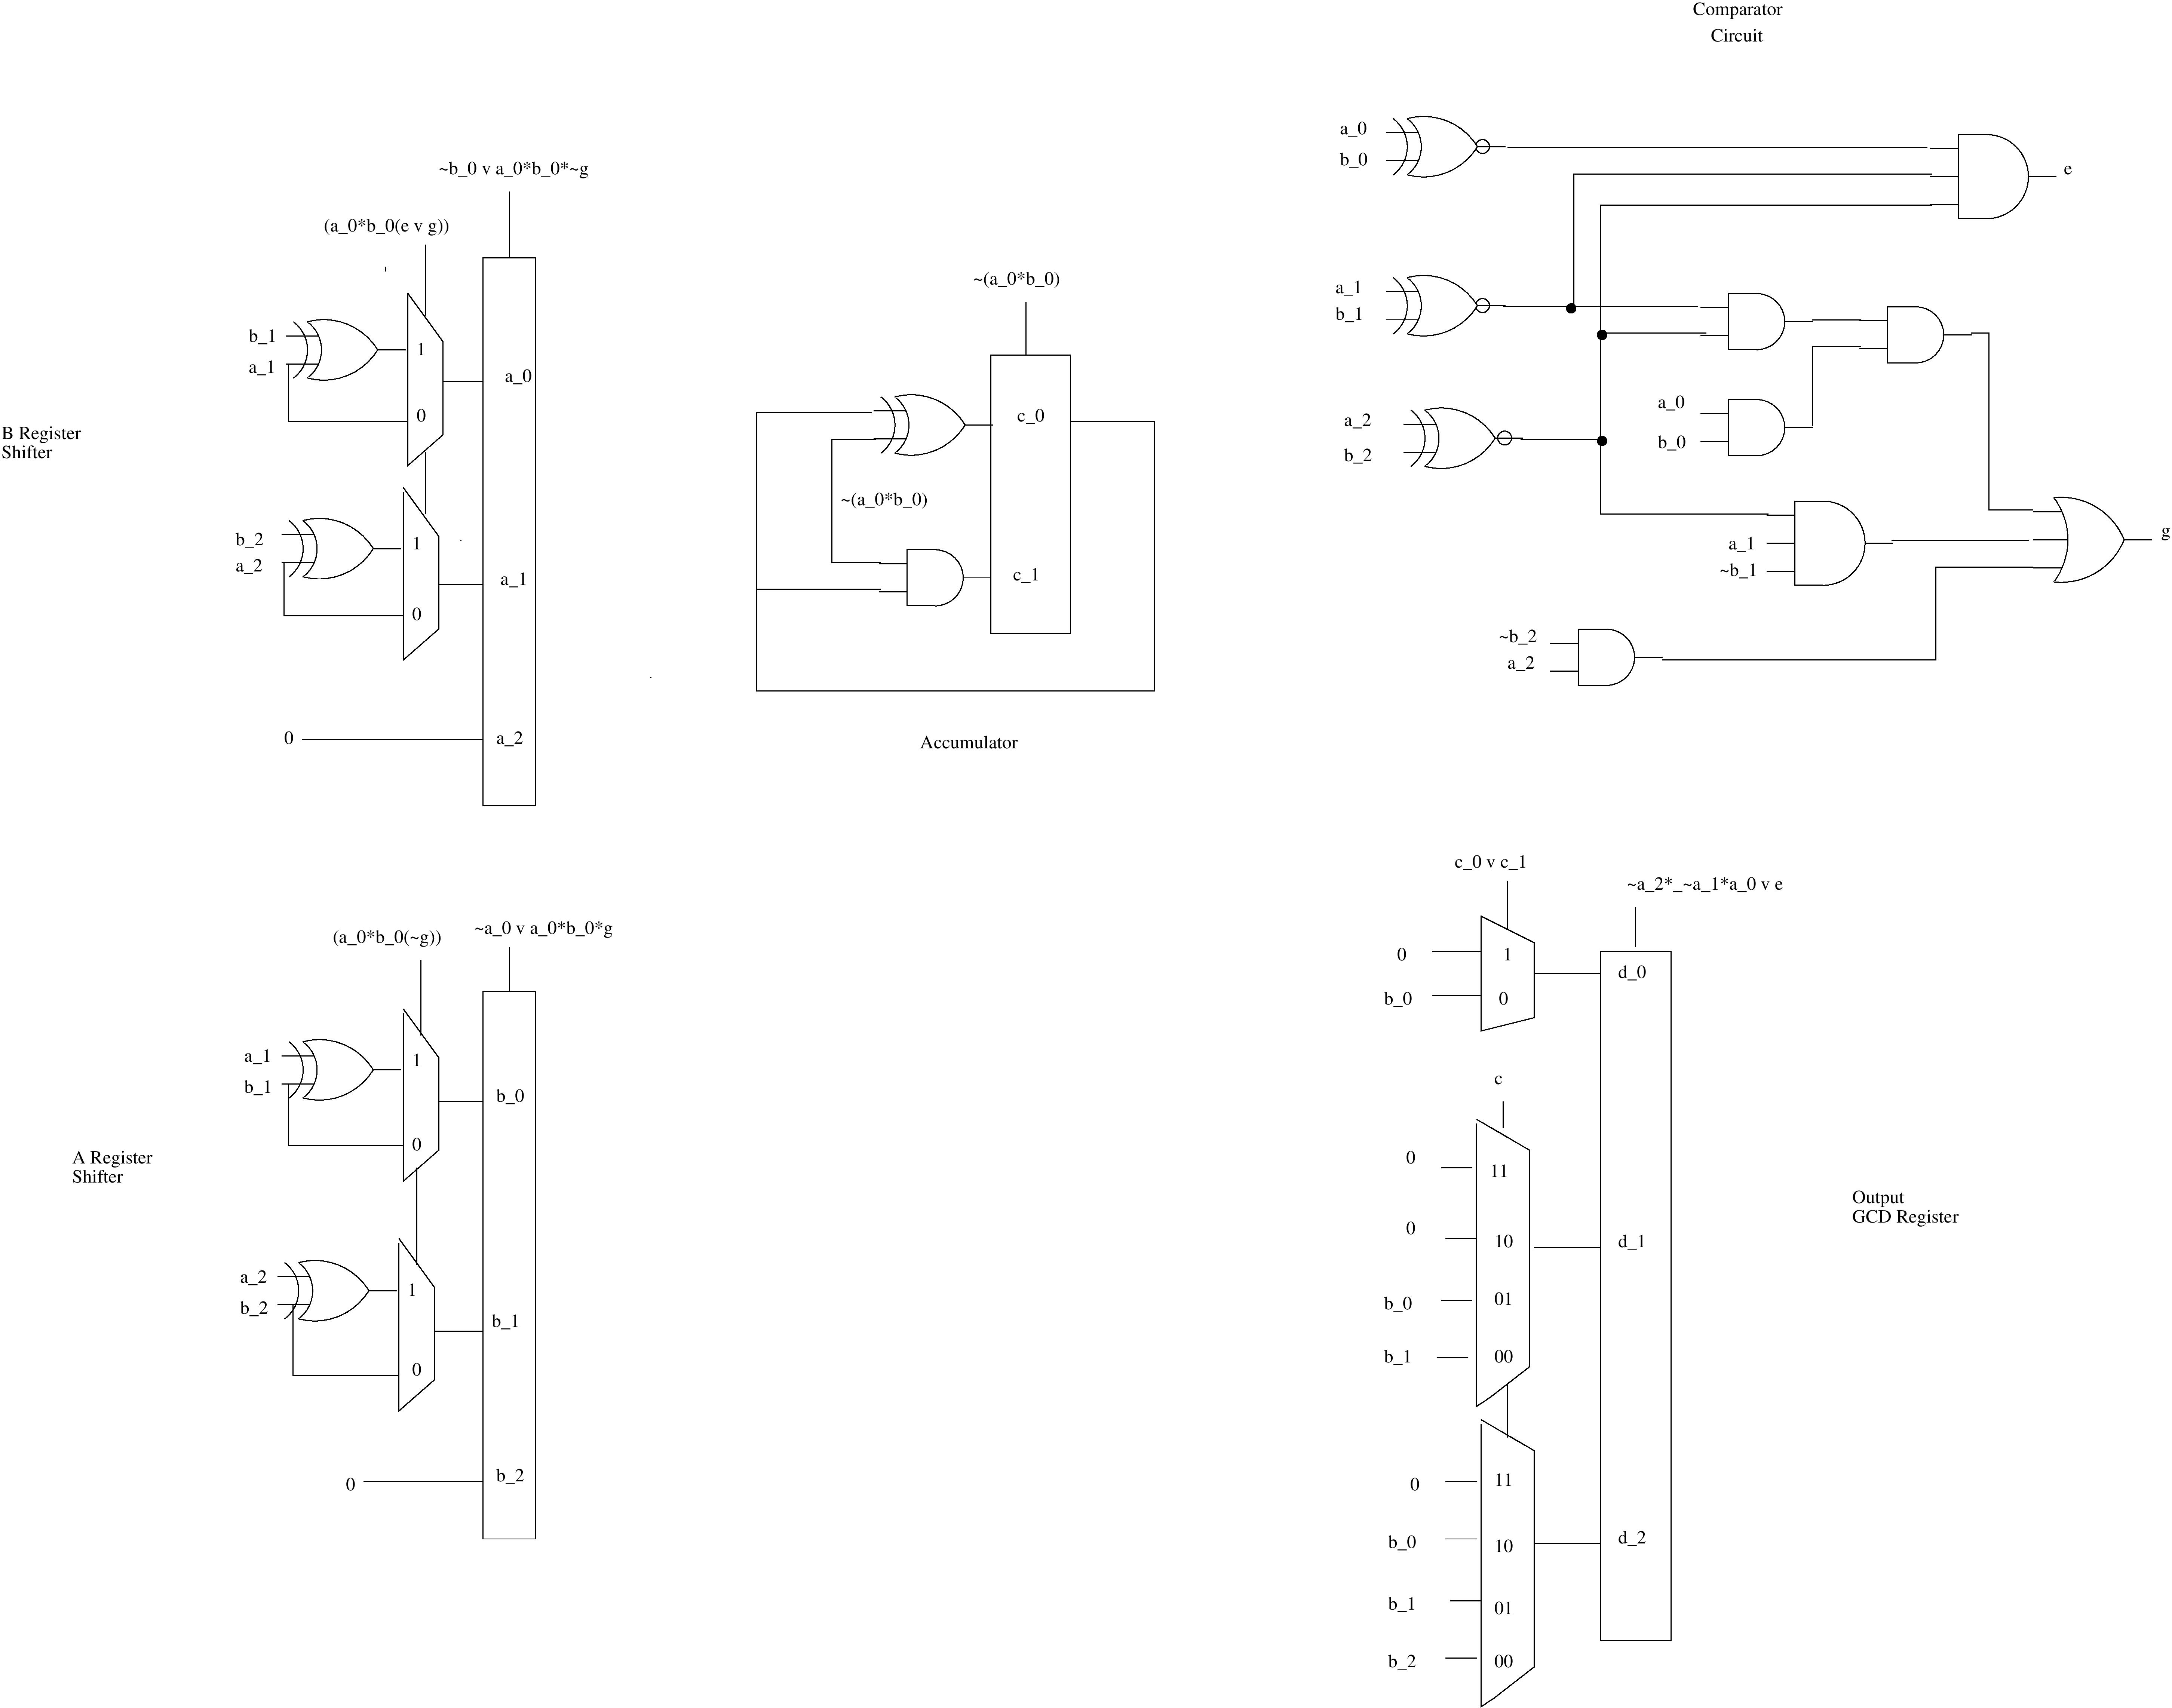 Comparator
Circuit
a_0
b_0
e
a_1
b_1
a_0
b_0
a_2
b_2
a_1
~b_1
g
~b_2
a_2
~b_0 v a_0*b_0*~g
(a_0*b_0(e v g))
b_1
a_1
1
0
a_0
B Register
Shifter
b_2
a_2
1
0
a_1
0
a_2
~(a_0*b_0)
c_0
~(a_0*b_0)
c_1
Accumulator
~a_0 v a_0*b_0*g
(a_0*b_0(~g))
a_1
b_1
1
0
b_0
A Register
Shifter
a_2
b_2
1
0
b_1
0
b_2
c_0 v c_1
~a_2*_~a_1*a_0 v e
0
1
b_0
0
d_0
c
0
11
0
10
b_0
01
b_1
00
d_1
Output
GCD Register
0
11
b_0
10
b_1
01
b_2
00
d_2